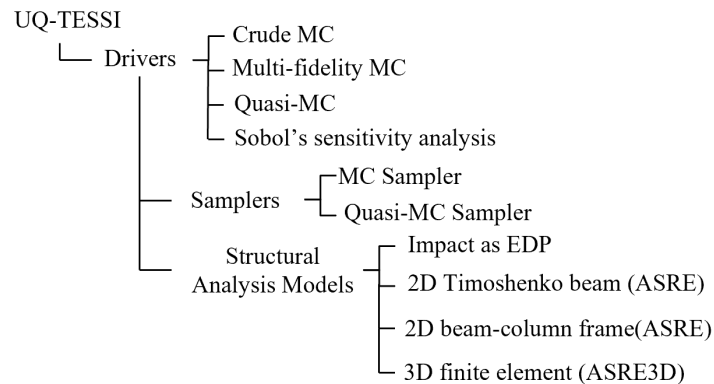 UQ-TESSI
Drivers
Crude MC
Multi-fidelity MC
Quasi-MC
Sobol’s sensitivity analysis
Samplers
MC Sampler
Quasi-MC Sampler
Structural
Analysis Models
Impact as EDP
2D Timoshenko beam (ASRE)
2D beam-column frame(ASRE)
3D finite element (ASRE3D)